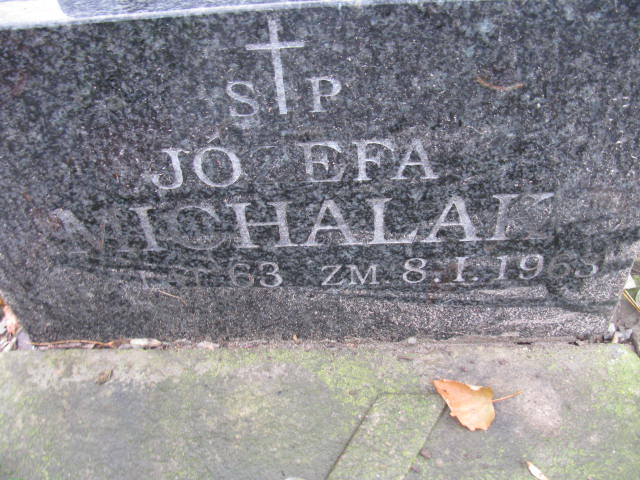 S P
JÓZEFA
MICHALAK
63 ZM 8.I.1963